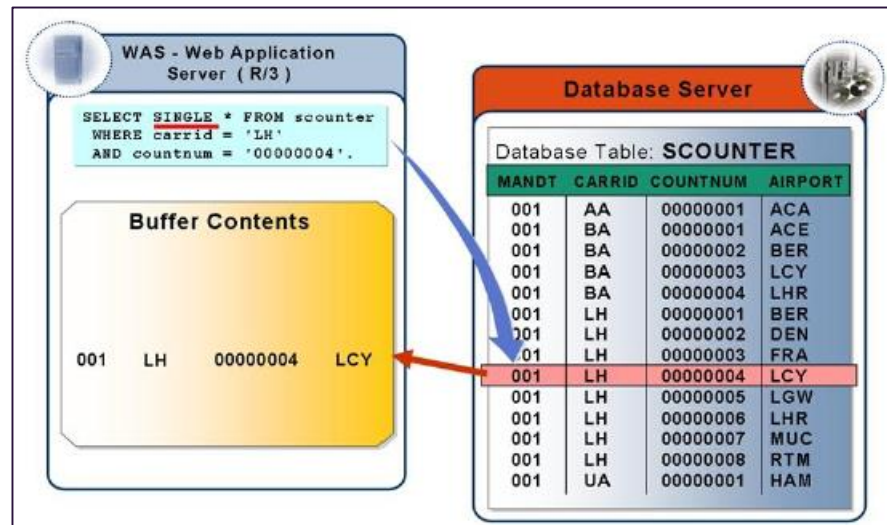 WAS - Web Application
Server ( R/3 )
SELECT SINGLE * FROM scounter
WHERE carrid = 'LH'
AND countnum = '00000004'.
Buffer Contents
001 LH 00000004 LCY
Database Server
Database Table: SCOUNTER
MANDT CARRID COUNTNUM AIRPORT
001 AA 00000001 ACA
001 BA 00000001 ACE
001 BA 00000002 BER
001 BA 00000003 LCY
001 BA 00000004 LHR
001 LH 00000001 BER
001 LH 00000002 DEN
001 LH 00000003 FRA
001 LH 00000004 LCY
001 LH 00000005 LGW
001 LH 00000006 LHR
001 LH 00000007 MUC
001 LH 00000008 RTM
001 UA 00000001 HAM